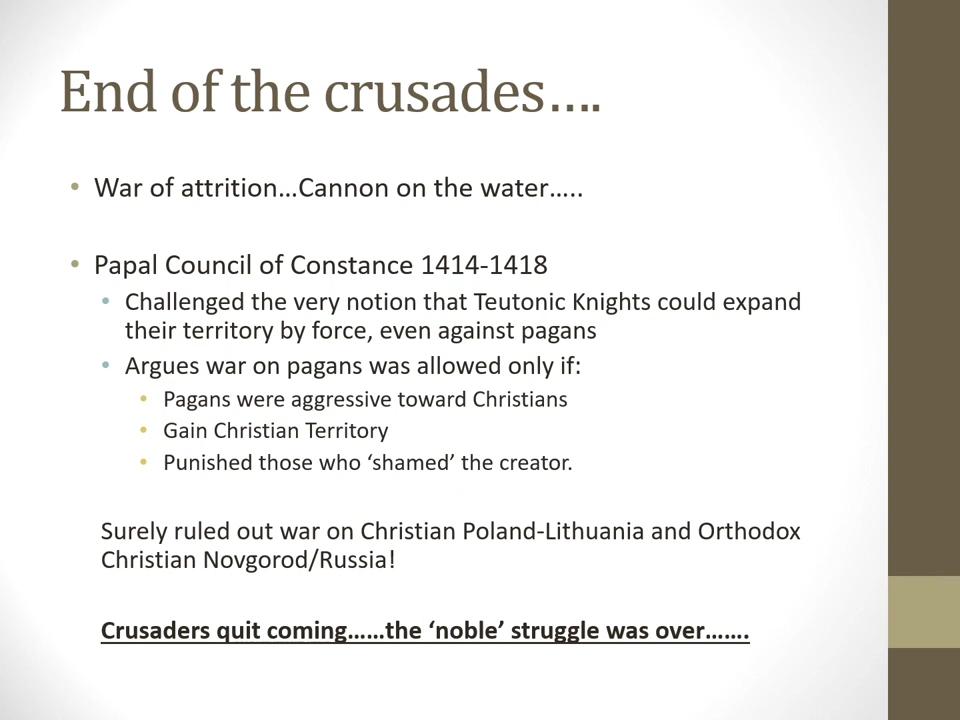 End of the crusades….
• War of attrition…Cannon on the water…..
• Papal Council of Constance 1414-1418
• Challenged the very notion that Teutonic Knights could expand
their territory by force, even against pagans
• Argues war on pagans was allowed only if:
• Pagans were aggressive toward Christians
• Gain Christian Territory
• Punished those who ‘shamed’ the creator.
Surely ruled out war on Christian Poland-Lithuania and Orthodox
Christian Novgorod/Russia!
Crusaders quit coming……the ‘noble’ struggle was over…….